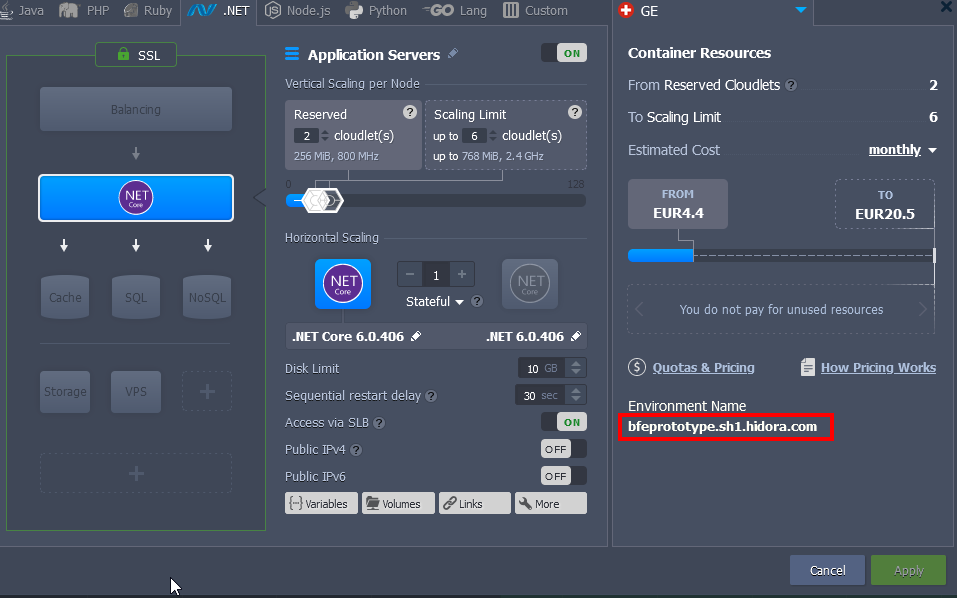 Java PHP Ruby .NET Node.js Python GO Lang Custom
SSL
Balancing
.NET
Core
Cache SQL NoSQL
Storage VPS
Application Servers ON
Vertical Scaling per Node
Reserved ?
2 cloudlet(s)
256 MiB, 800 MHz
Scaling Limit ?
up to 6 cloudlet(s)
up to 768 MiB, 2.4 GHz
0 128
Horizontal Scaling
.NET
Core
1
Stateful ?
.NET
Core
.NET Core 6.0.406 .NET 6.0.406
Disk Limit 10 GB
Sequential restart delay ? 30 sec
Access via SLB ? ON
Public IPv4 ? OFF
Public IPv6 OFF
Variables Volumes Links More
GE
Container Resources
From Reserved Cloudlets ? 2
To Scaling Limit 6
Estimated Cost monthly
FROM
EUR4.4
TO
EUR20.5
You do not pay for unused resources
$ Quotas & Pricing How Pricing Works
Environment Name
bfeprototype.sh1.hidora.com
Cancel Apply